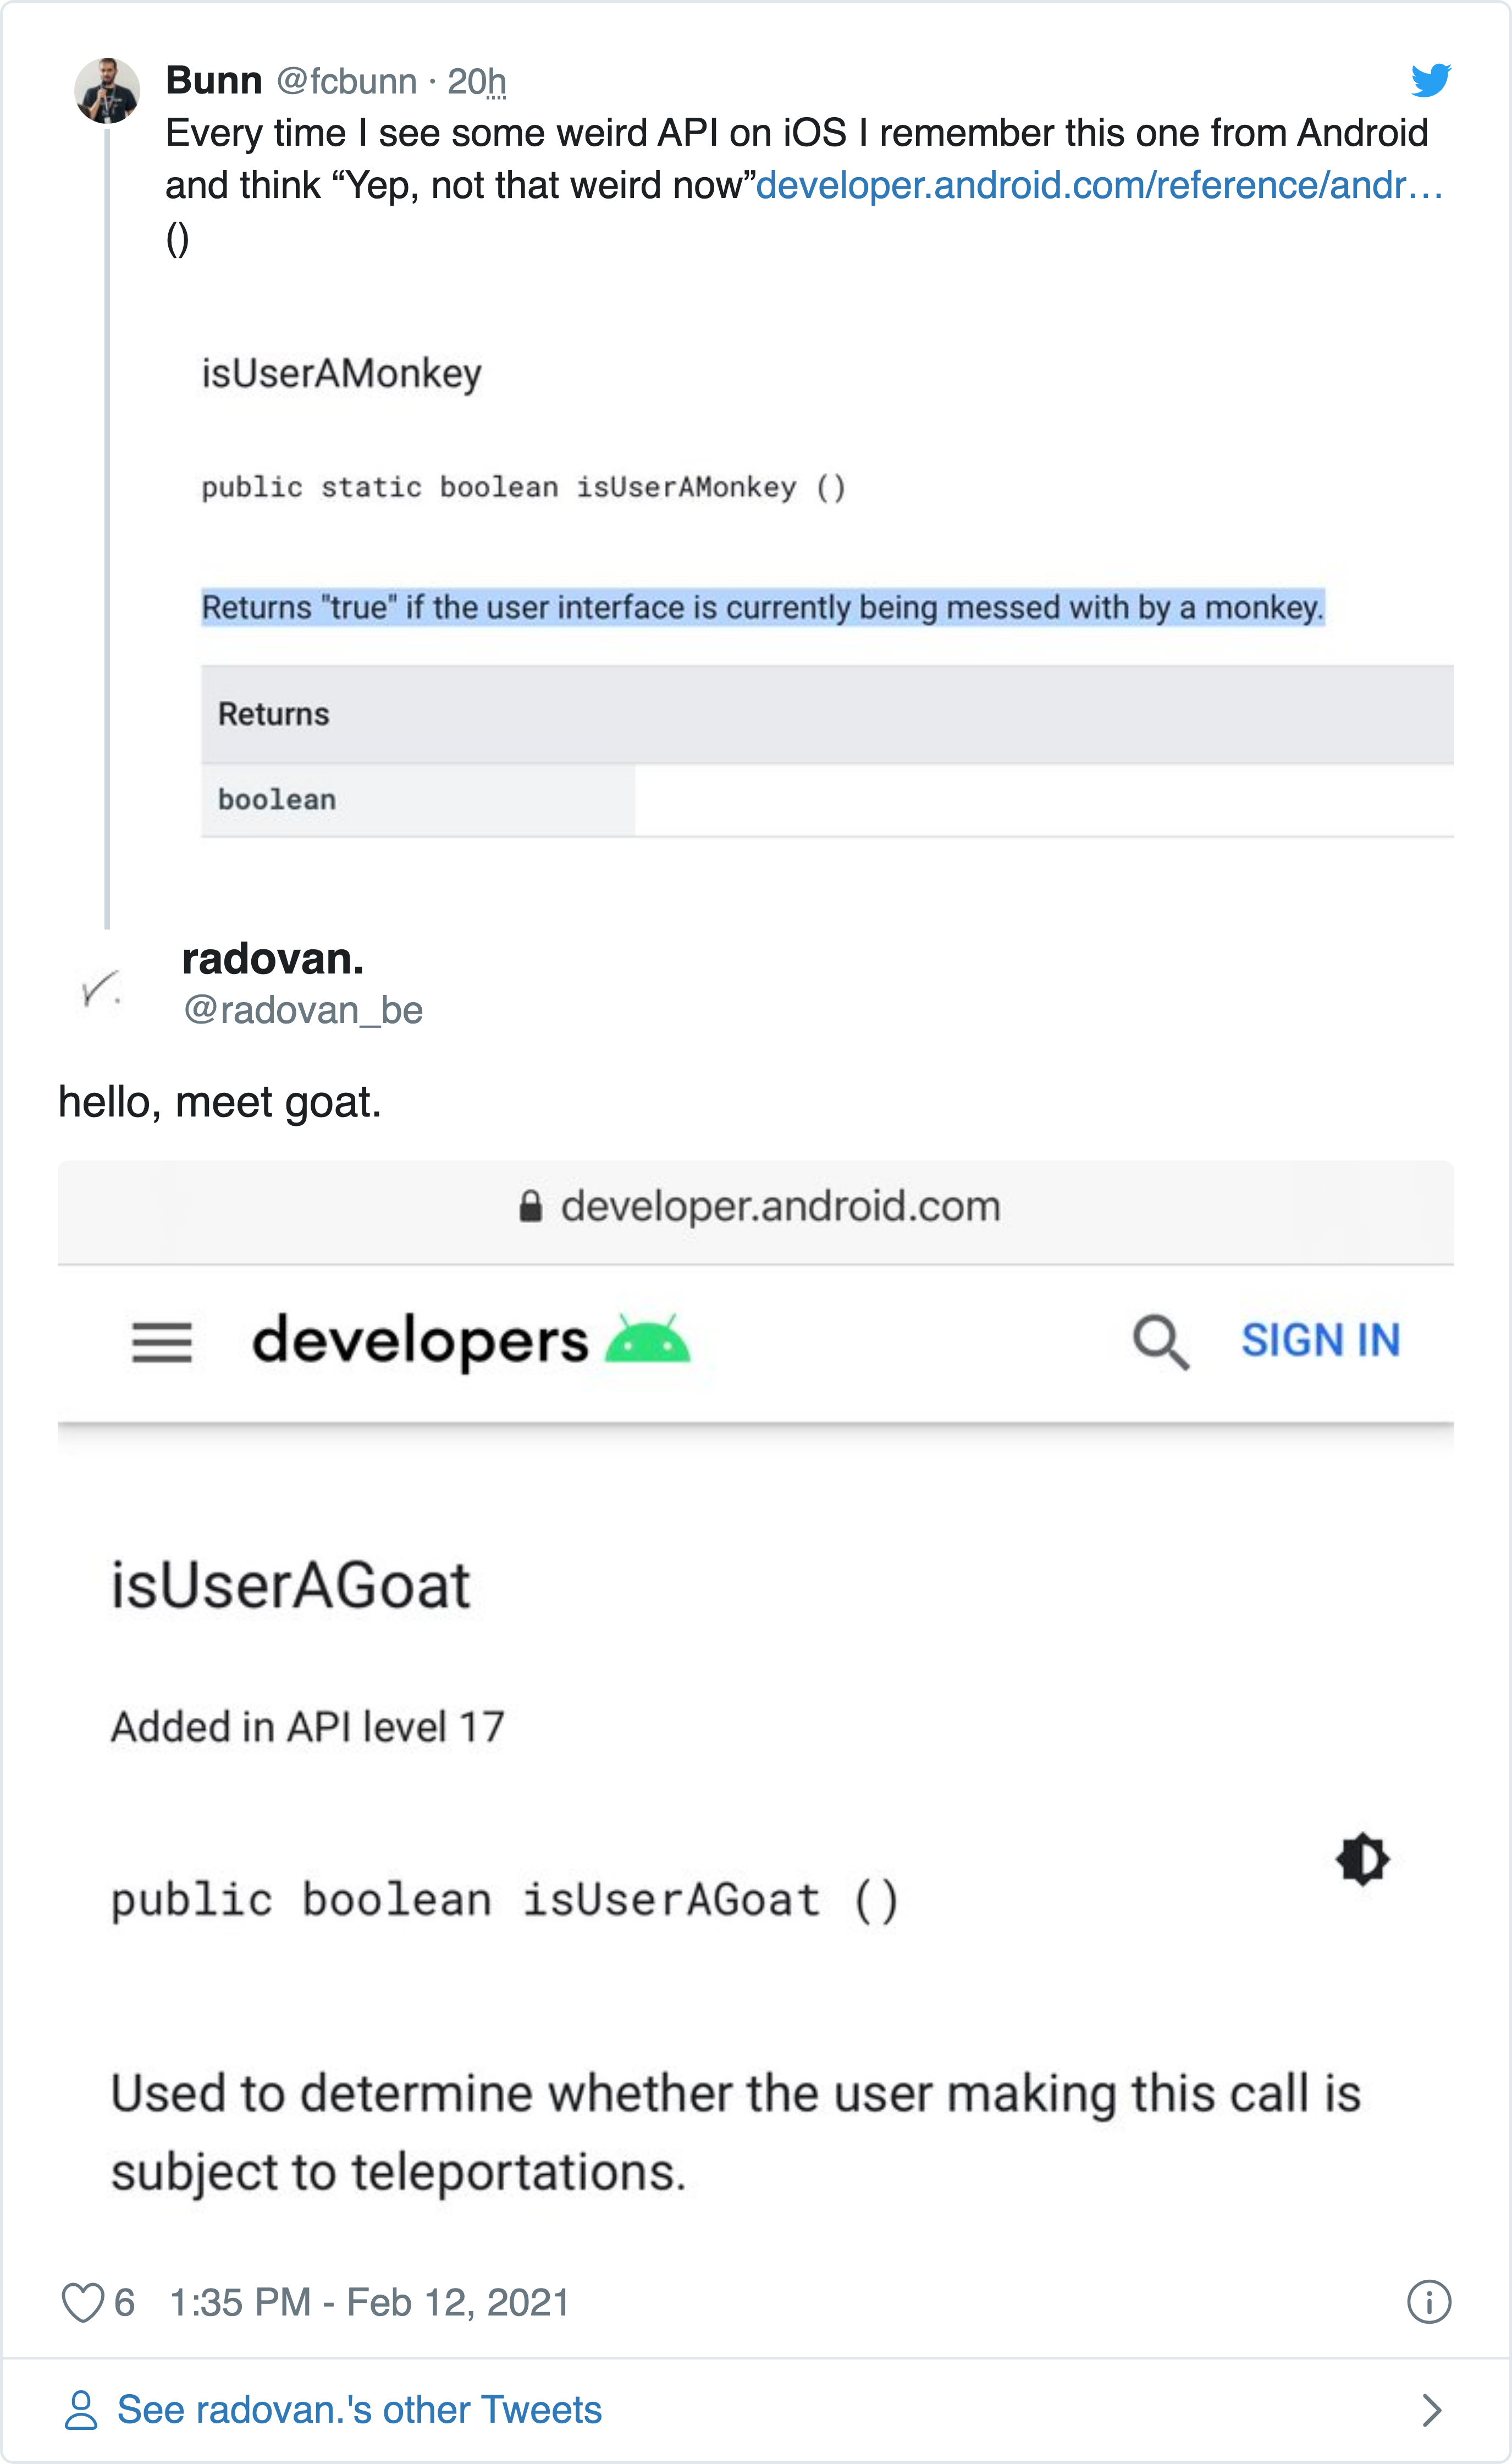 Bunn @fcbunn · 20h
Every time I see some weird API on iOS I remember this one from Android
and think “Yep, not that weird now”developer.android.com/reference/andr…
()
isUserAMonkey
public static boolean isUserAMonkey ()
Returns "true" if the user interface is currently being messed with by a monkey.
Returns
boolean
radovan.
@radovan_be
hello, meet goat.
developer.android.com
developers
SIGN IN
isUserAGoat
Added in API level 17
public boolean isUserAGoat ()
Used to determine whether the user making this call is
subject to teleportations.
6 1:35 PM - Feb 12, 2021
See radovan.'s other Tweets